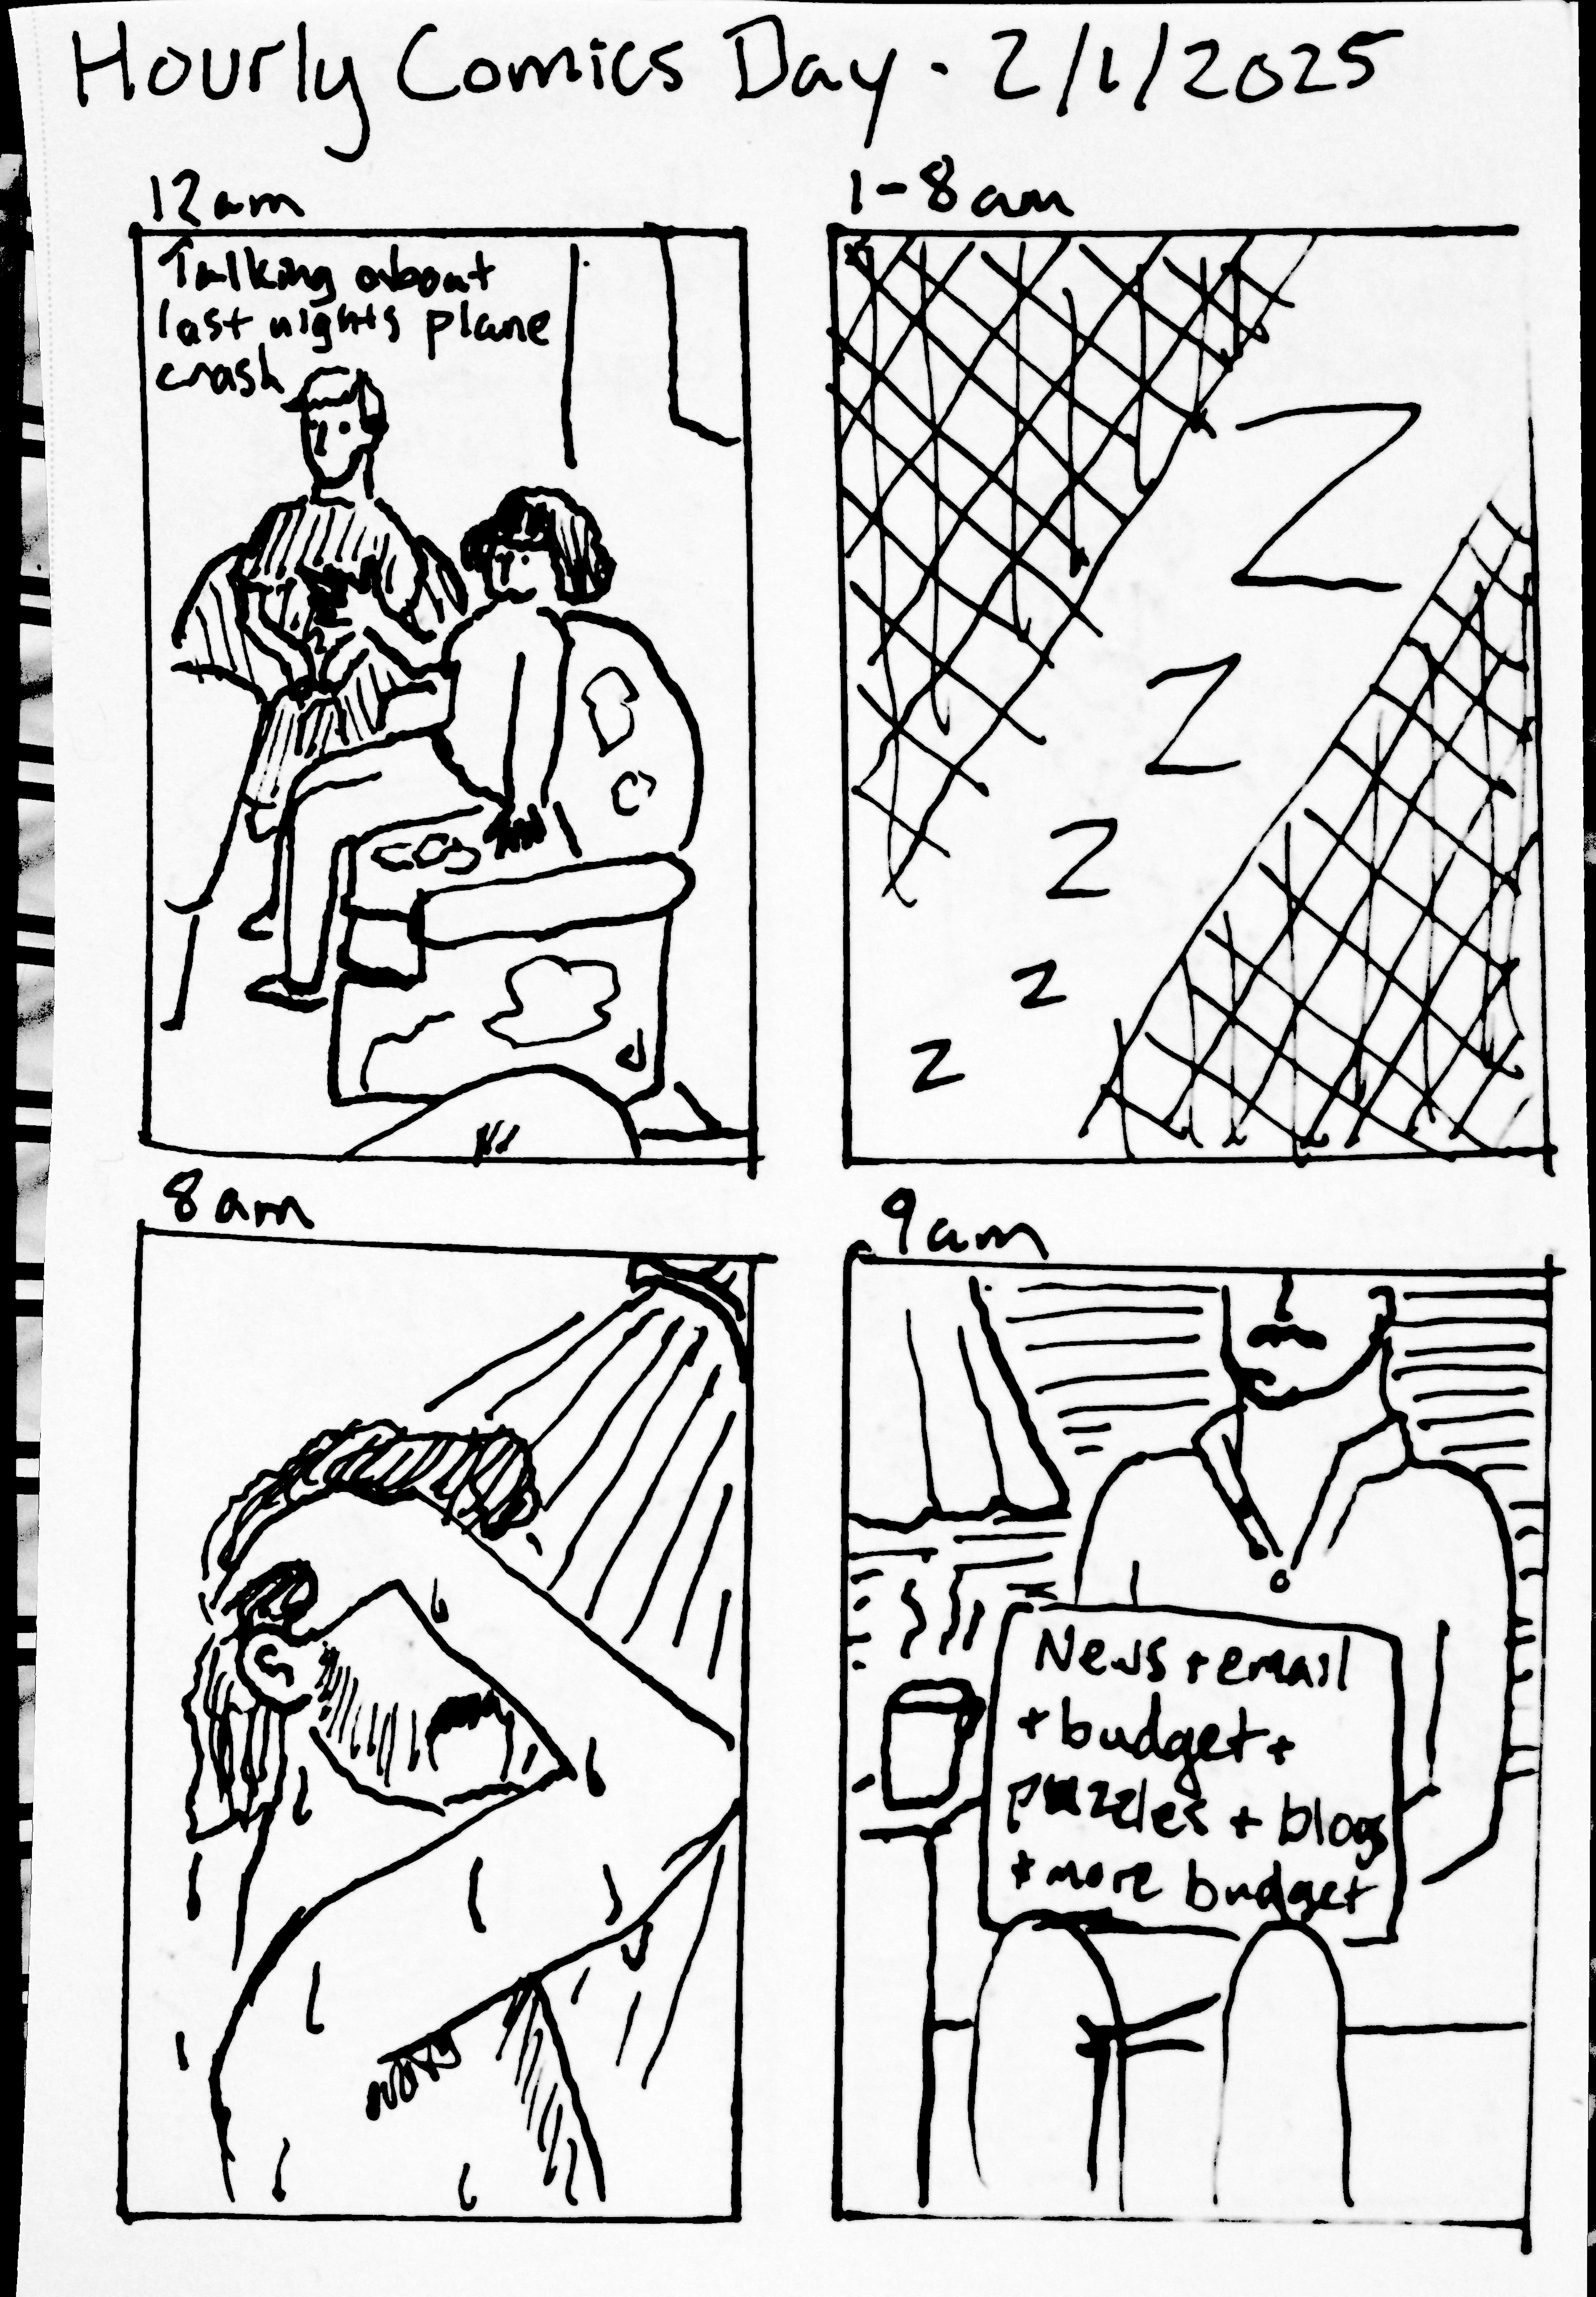 Hourly Comics Day - 2/1/2025
12am
Talking about
last nights plane
crash
1-8am
Z
Z
Z
Z
Z
8am
9am
News + email
+ budget +
puzzles + blogs
+ more budget